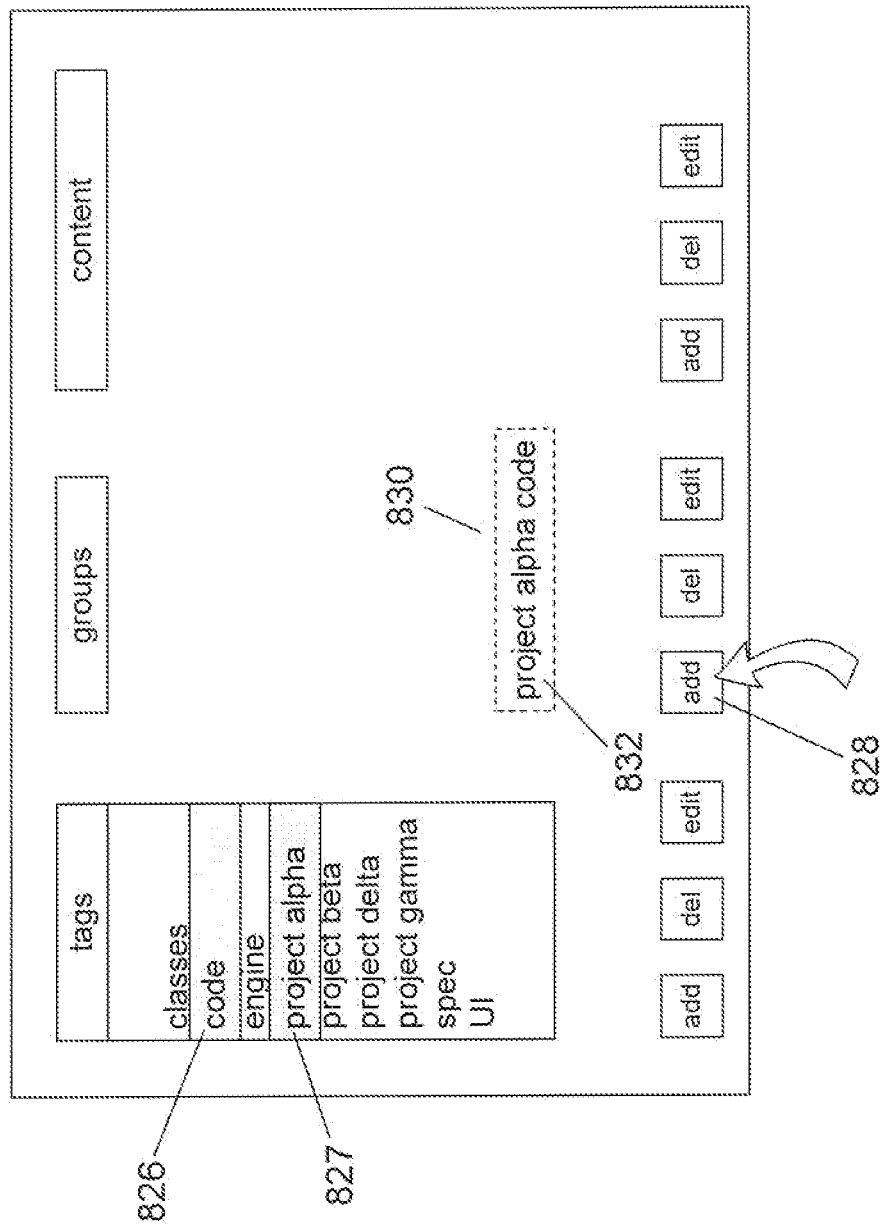 tags
groups
content
classes
code
engine
project alpha
project beta
project delta
project gamma
spec
UI
826
827
830
project alpha code
832
add
del
edit
add
del
edit
add
del
edit
828